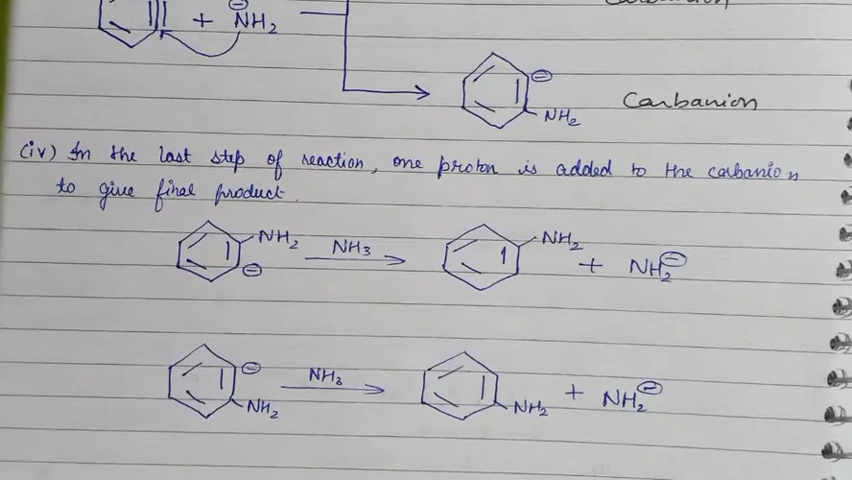 + ⊖NH₂
⊖
NH₂ Carbanion
(iv) In the last step of reaction, one proton is added to the carbanion
to give final product.
NH₂ NH₃ NH₂ + NH₂⊖
⊖
⊖ NH₃ + NH₂⊖
NH₂ NH₂